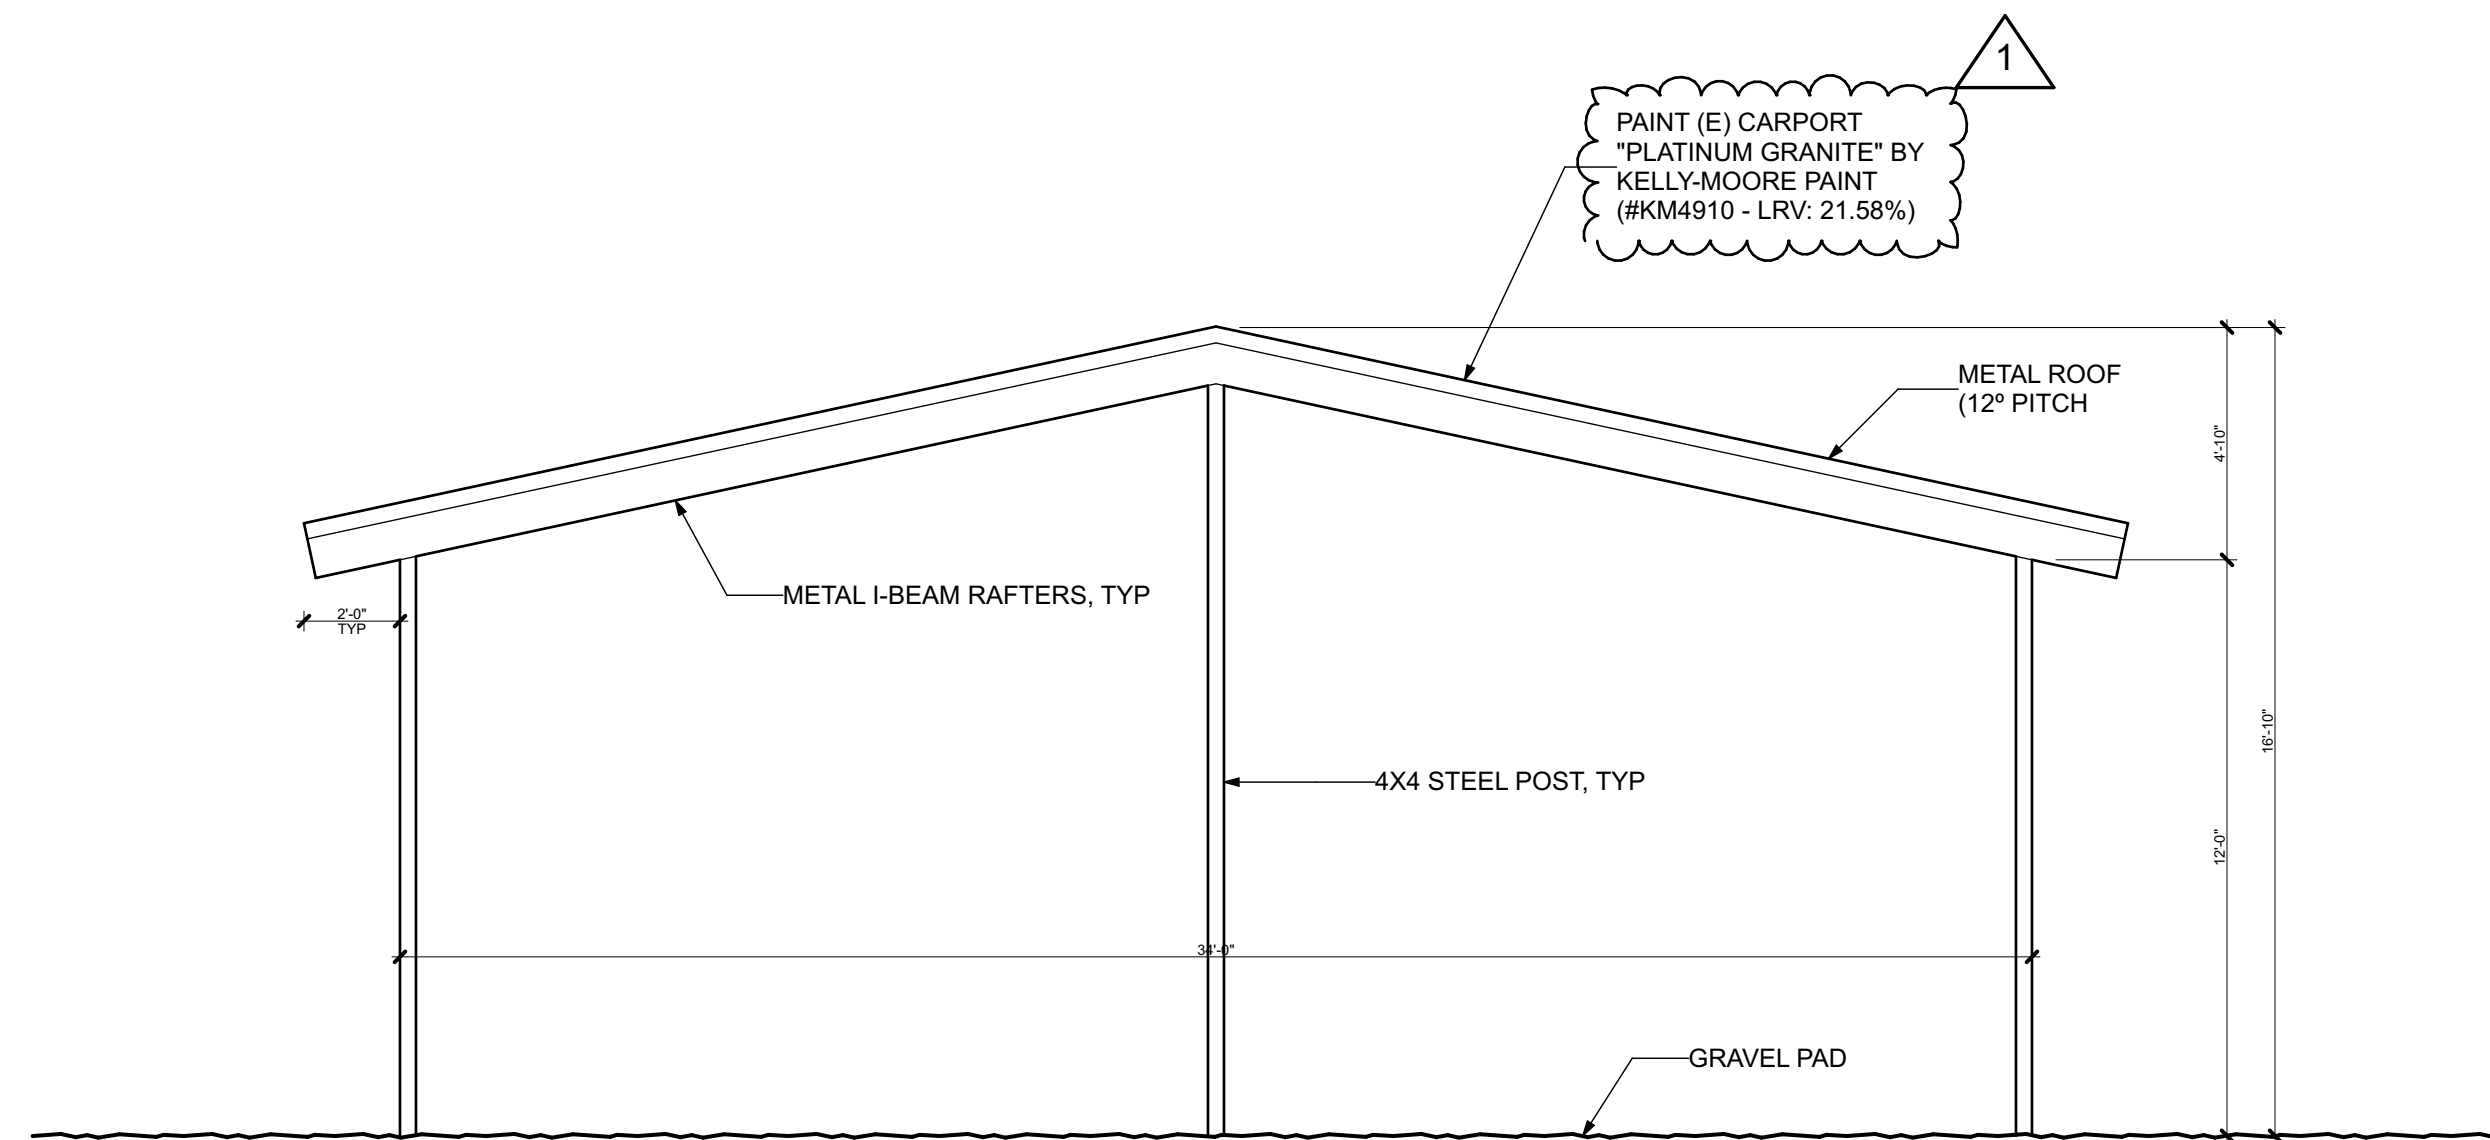 1
PAINT (E) CARPORT
"PLATINUM GRANITE" BY
KELLY-MOORE PAINT
(#KM4910 - LRV: 21.58%)
METAL ROOF
(12º PITCH
4'-10"
METAL I-BEAM RAFTERS, TYP
2'-0"
TYP
16'-10"
4X4 STEEL POST, TYP
12'-0"
34'-0"
GRAVEL PAD